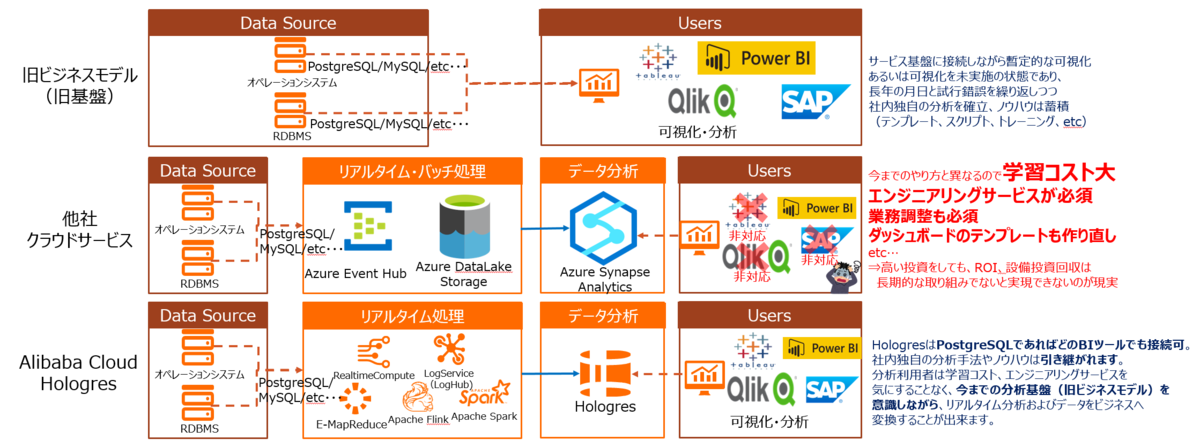 Data Source
PostgreSQL/MySQL/etc･･･
オペレーションシステム
PostgreSQL/MySQL/etc･･･
RDBMS
Users
tableau
Power BI
Qlik
SAP
可視化・分析
旧ビジネスモデル
（旧基盤）
サービス基盤に接続しながら暫定的な可視化
あるいは可視化を未実施の状態であり、
長年の月日と試行錯誤を繰り返しつつ
社内独自の分析を確立、ノウハウは蓄積
（テンプレート、スクリプト、トレーニング、etc）
他社
クラウドサービス
Data Source
オペレーションシステム
RDBMS
PostgreSQL/
MySQL/etc･･･
リアルタイム・バッチ処理
Azure Event Hub
Azure DataLake
Storage
データ分析
Azure Synapse
Analytics
Users
tableau
非対応
Power BI
Qlik
非対応
SAP
非対応
今までのやり方と異なるので学習コスト大
エンジニアリングサービスが必須
業務調整も必須
ダッシュボードのテンプレートも作り直し
etc…
⇒高い投資をしても、ROI、設備投資回収は
長期的な取り組みでないと実現できないのが現実
Alibaba Cloud
Hologres
Data Source
オペレーションシステム
RDBMS
PostgreSQL/
MySQL/etc･･･
リアルタイム処理
RealtimeCompute
LogService
(LogHub)
E-MapReduce
Apache Flink
APACHE
Spark
Apache Spark
データ分析
Hologres
Users
tableau
Power BI
Qlik
SAP
可視化・分析
HologresはPostgreSQLであればどのBIツールでも接続可。
社内独自の分析手法やノウハウは引き継がれます。
分析利用者は学習コスト、エンジニアリングサービスを
気にすることなく、今までの分析基盤（旧ビジネスモデル）を
意識しながら、リアルタイム分析およびデータをビジネスへ
変換することが出来ます。